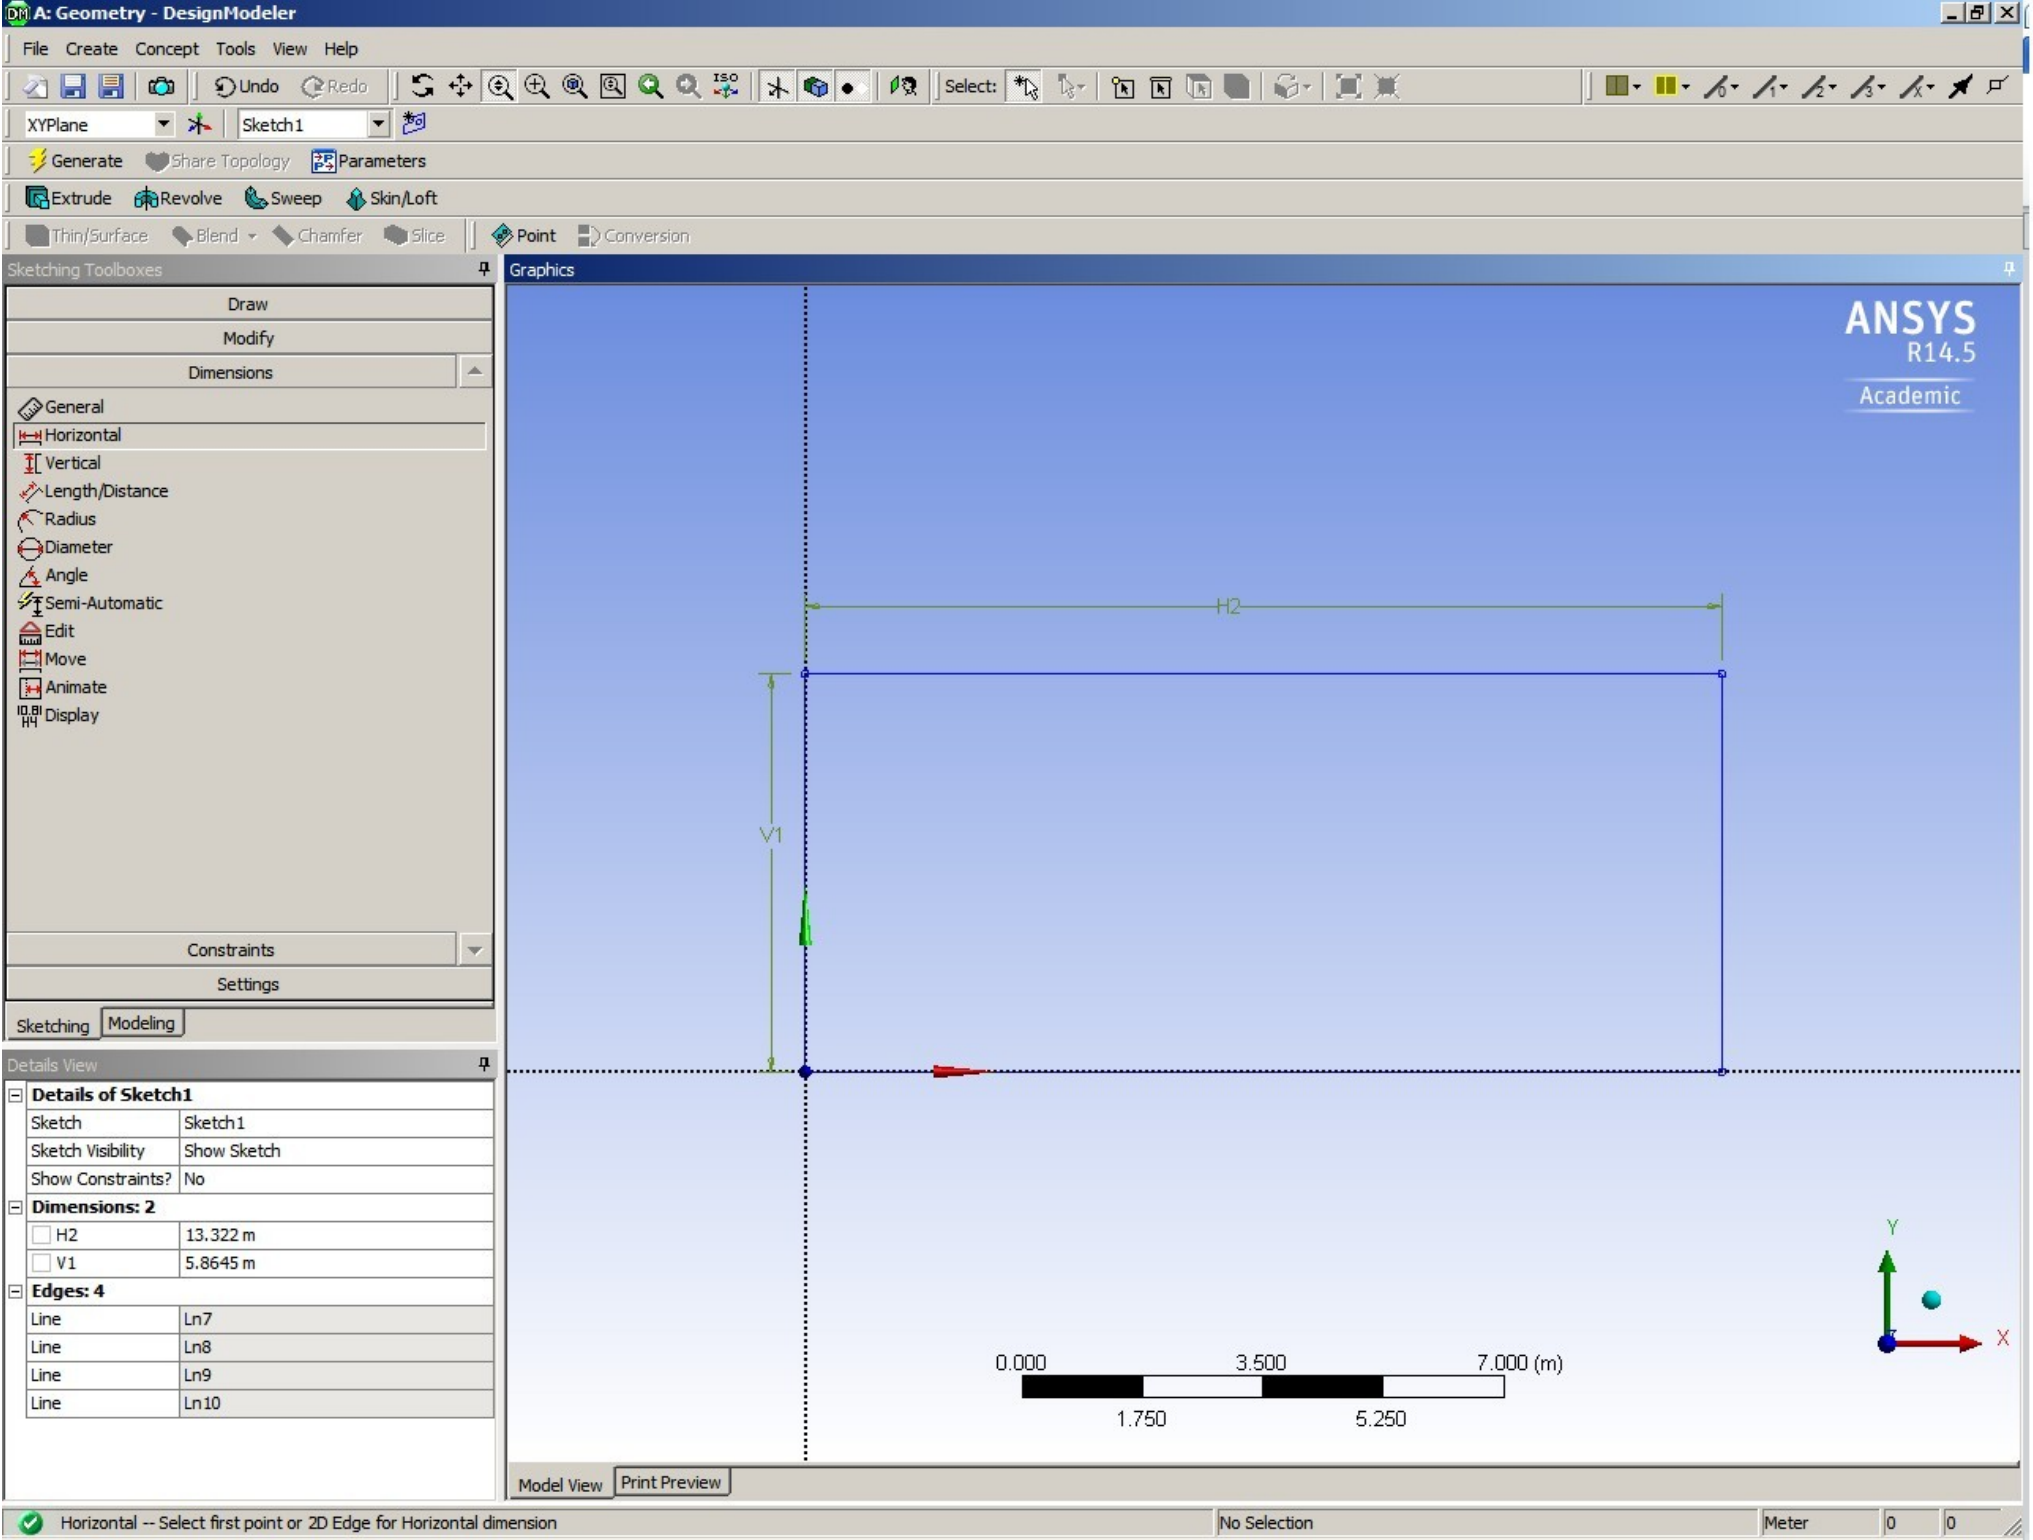 DM A: Geometry - DesignModeler
File Create Concept Tools View Help
Undo Redo ISO Select:
XYPlane Sketch1
Generate Share Topology Parameters
Extrude Revolve Sweep Skin/Loft
Thin/Surface Blend Chamfer Slice Point Conversion
Sketching Toolboxes
Draw
Modify
Dimensions
General
Horizontal
Vertical
Length/Distance
Radius
Diameter
Angle
Semi-Automatic
Edit
Move
Animate
Display
Constraints
Settings
Sketching Modeling
Details View
Details of Sketch1
Sketch Sketch1
Sketch Visibility Show Sketch
Show Constraints? No
Dimensions: 2
H2 13.322 m
V1 5.8645 m
Edges: 4
Line Ln7
Line Ln8
Line Ln9
Line Ln10
Graphics
ANSYS
R14.5
Academic
H2
V1
Y
X
0.000 3.500 7.000 (m)
1.750 5.250
Model View Print Preview
Horizontal -- Select first point or 2D Edge for Horizontal dimension No Selection Meter 0 0